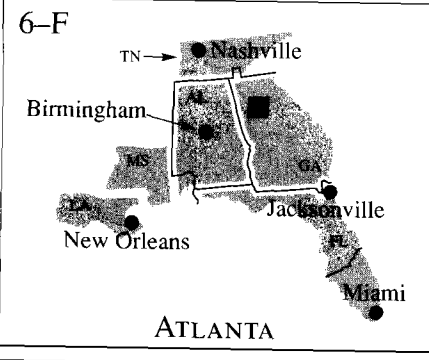 6–F
TN
Nashville
AL
Birmingham
MS
GA
LA
Jacksonville
New Orleans
FL
Miami
ATLANTA